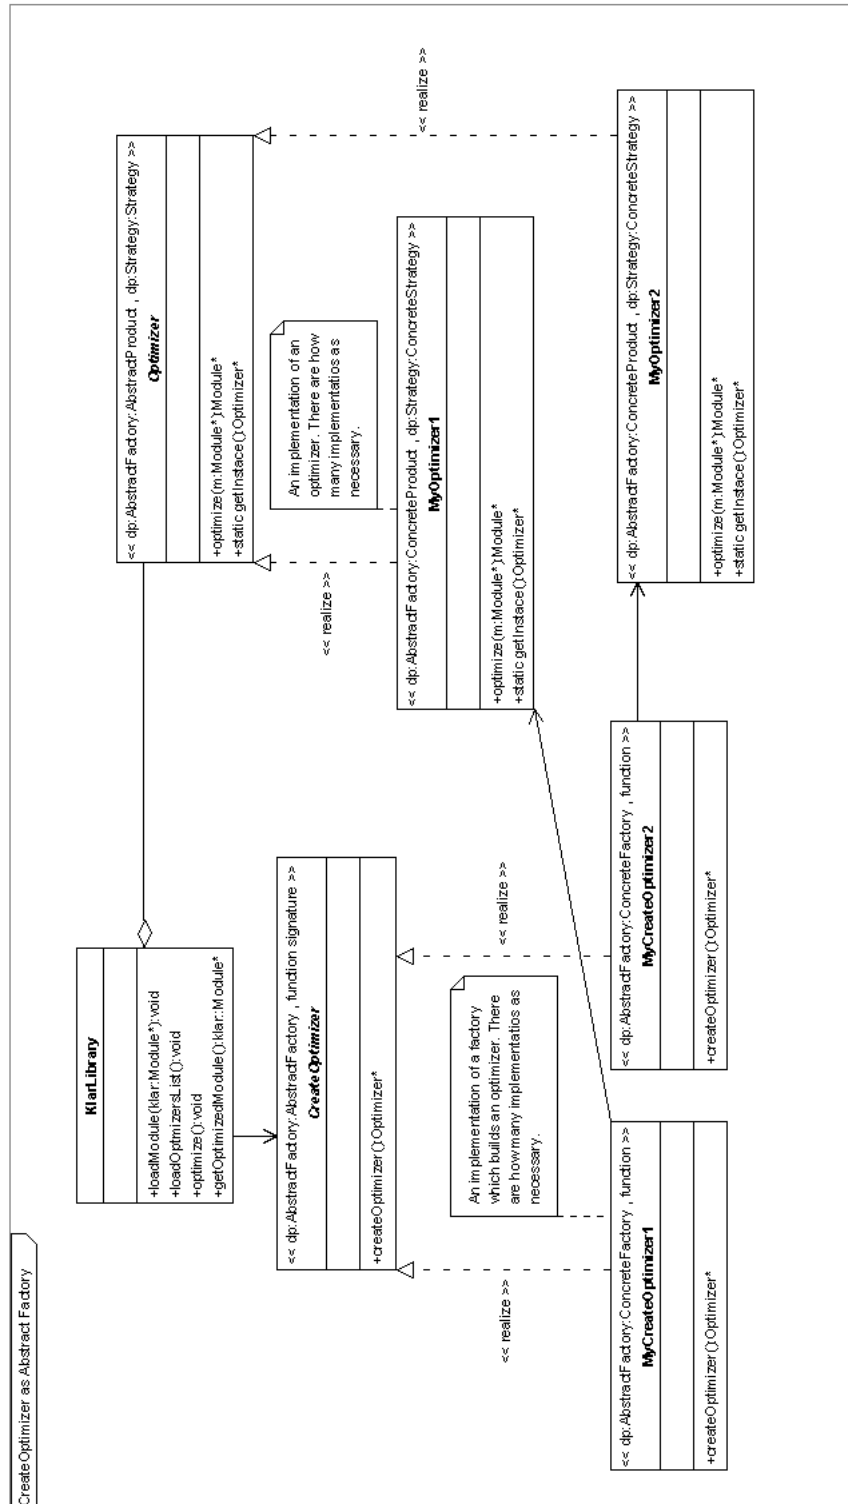 CreateOptimizer as Abstract Factory
KlarLibrary
+loadModule(klar:Module*):void
+loadOptmizersList():void
+optimize():void
+getOptimizedModule():klar::Module*
<< dp:AbstractFactory:AbstractProduct , dp:Strategy:Strategy >>
Optimizer
+optimize(m:Module*):Module*
+static getInstace():Optimizer*
<< dp:AbstractFactory:AbstractFactory , function signature >>
CreateOptimizer
+createOptimizer():Optimizer*
An implementation of an
optimizer. There are how
many implementatios as
necessary.
<< realize >>
<< realize >>
<< dp:AbstractFactory:ConcreteProduct , dp:Strategy:ConcreteStrategy >>
MyOptimizer1
+optimize(m:Module*):Module*
+static getInstace():Optimizer*
An implementation of a factory
which builds an optimizer. There
are how many implementatios as
necessary.
<< realize >>
<< realize >>
<< dp:AbstractFactory:ConcreteFactory , function >>
MyCreateOptimizer1
+createOptimizer():Optimizer*
<< dp:AbstractFactory:ConcreteFactory , function >>
MyCreateOptimizer2
+createOptimizer():Optimizer*
<< dp:AbstractFactory:ConcreteProduct , dp:Strategy:ConcreteStrategy >>
MyOptimizer2
+optimize(m:Module*):Module*
+static getInstace():Optimizer*